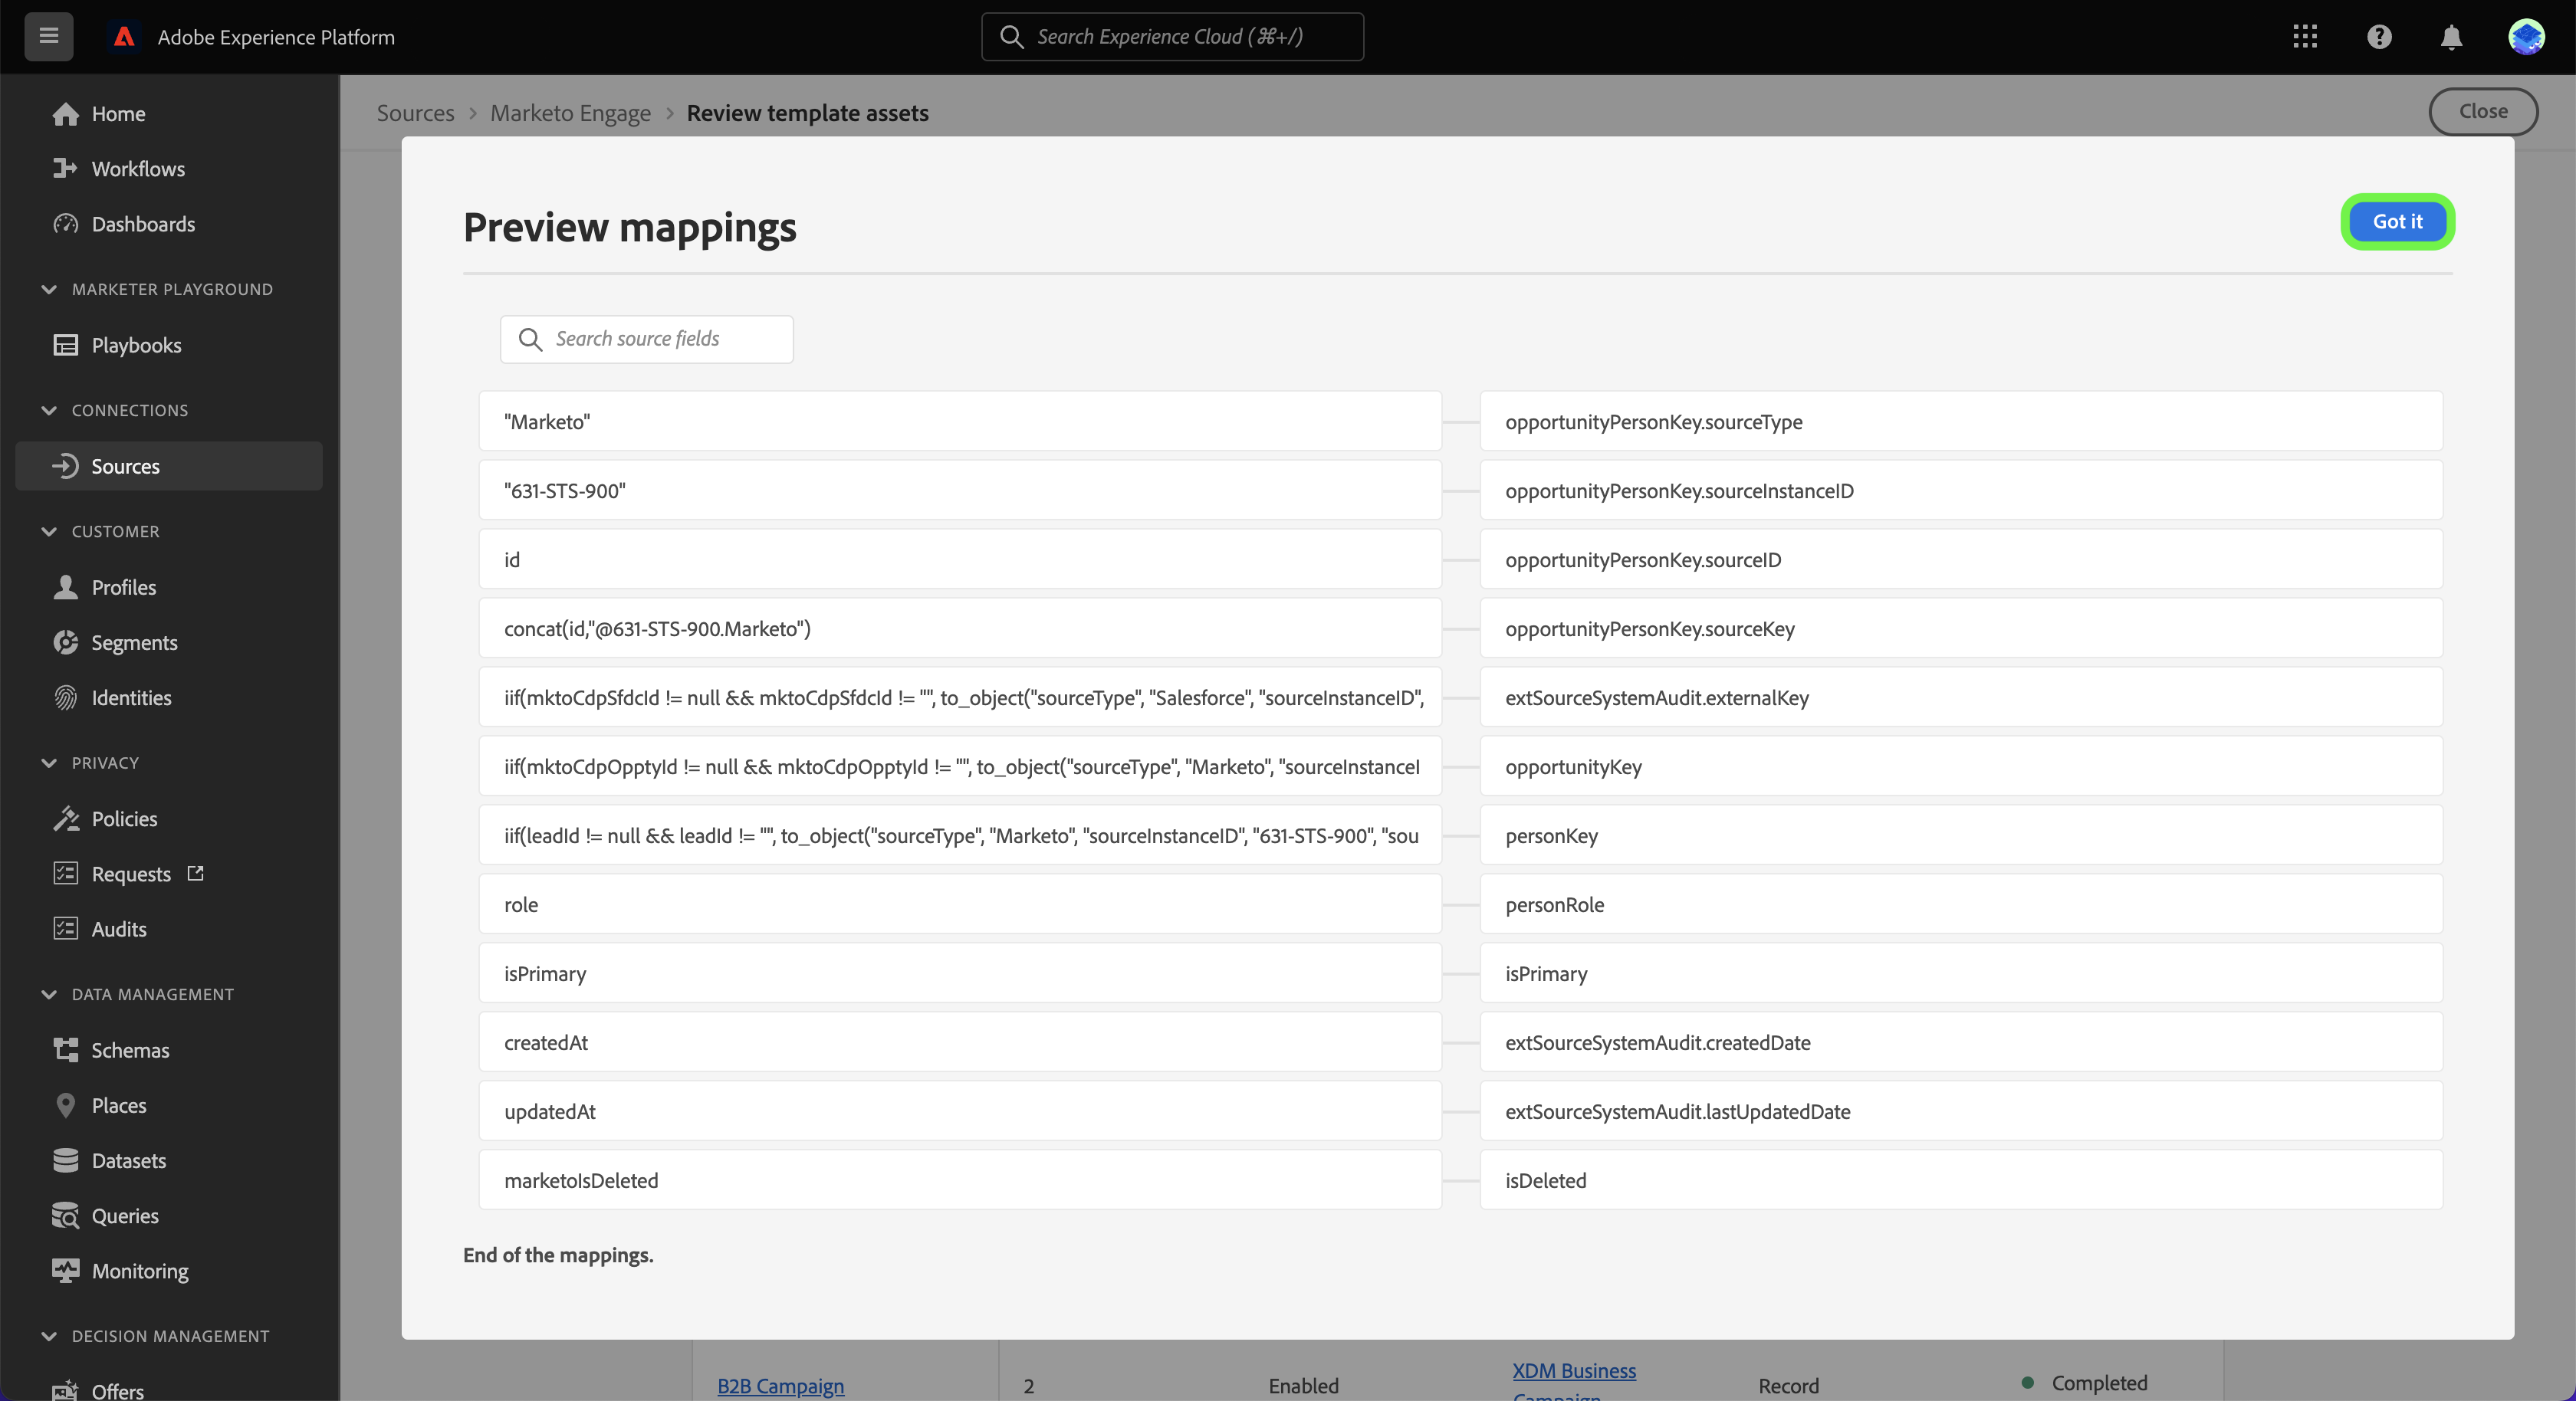 Adobe Experience Platform
Search Experience Cloud (⌘+/)
Home
Workflows
Dashboards
MARKETER PLAYGROUND
Playbooks
CONNECTIONS
Sources
CUSTOMER
Profiles
Segments
Identities
PRIVACY
Policies
Requests
Audits
DATA MANAGEMENT
Schemas
Places
Datasets
Queries
Monitoring
DECISION MANAGEMENT
Offers
Sources > Marketo Engage > Review template assets
Close
Preview mappings
Got it
Search source fields
"Marketo" opportunityPersonKey.sourceType
"631-STS-900" opportunityPersonKey.sourceInstanceID
id opportunityPersonKey.sourceID
concat(id,"@631-STS-900.Marketo") opportunityPersonKey.sourceKey
iif(mktoCdpSfdcId != null && mktoCdpSfdcId != "", to_object("sourceType", "Salesforce", "sourceInstanceID", extSourceSystemAudit.externalKey
iif(mktoCdpOpptyId != null && mktoCdpOpptyId != "", to_object("sourceType", "Marketo", "sourceInstanceI opportunityKey
iif(leadId != null && leadId != "", to_object("sourceType", "Marketo", "sourceInstanceID", "631-STS-900", "sou personKey
role personRole
isPrimary isPrimary
createdAt extSourceSystemAudit.createdDate
updatedAt extSourceSystemAudit.lastUpdatedDate
marketoIsDeleted isDeleted
End of the mappings.
B2B Campaign 2 Enabled XDM Business Record Completed
Campaign